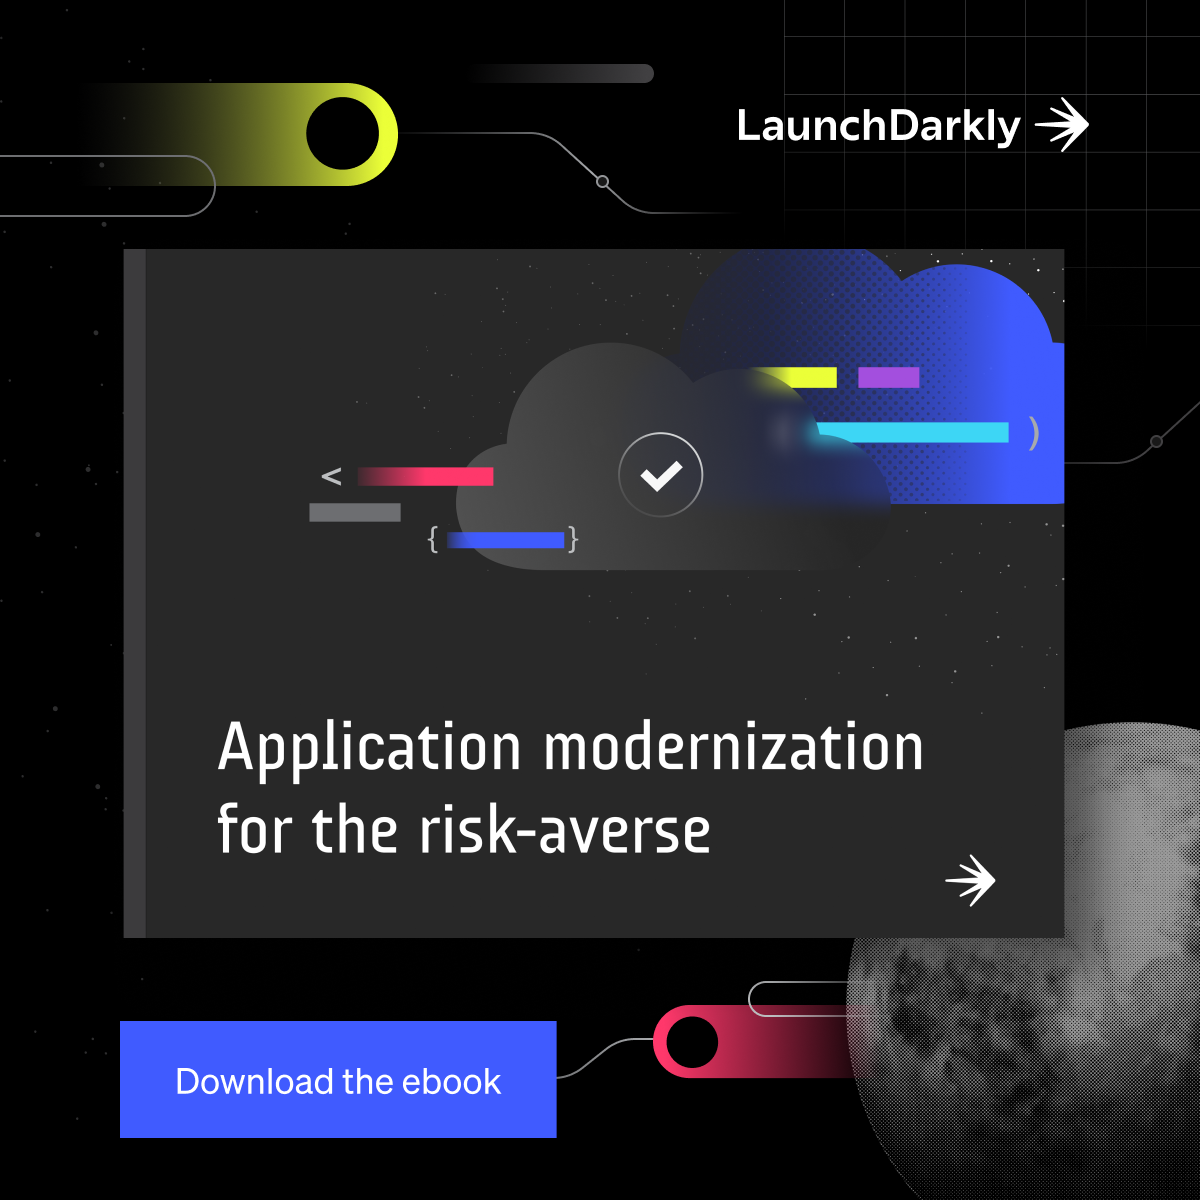 LaunchDarkly
<
{ }
)
Application modernization
for the risk-averse
Download the ebook